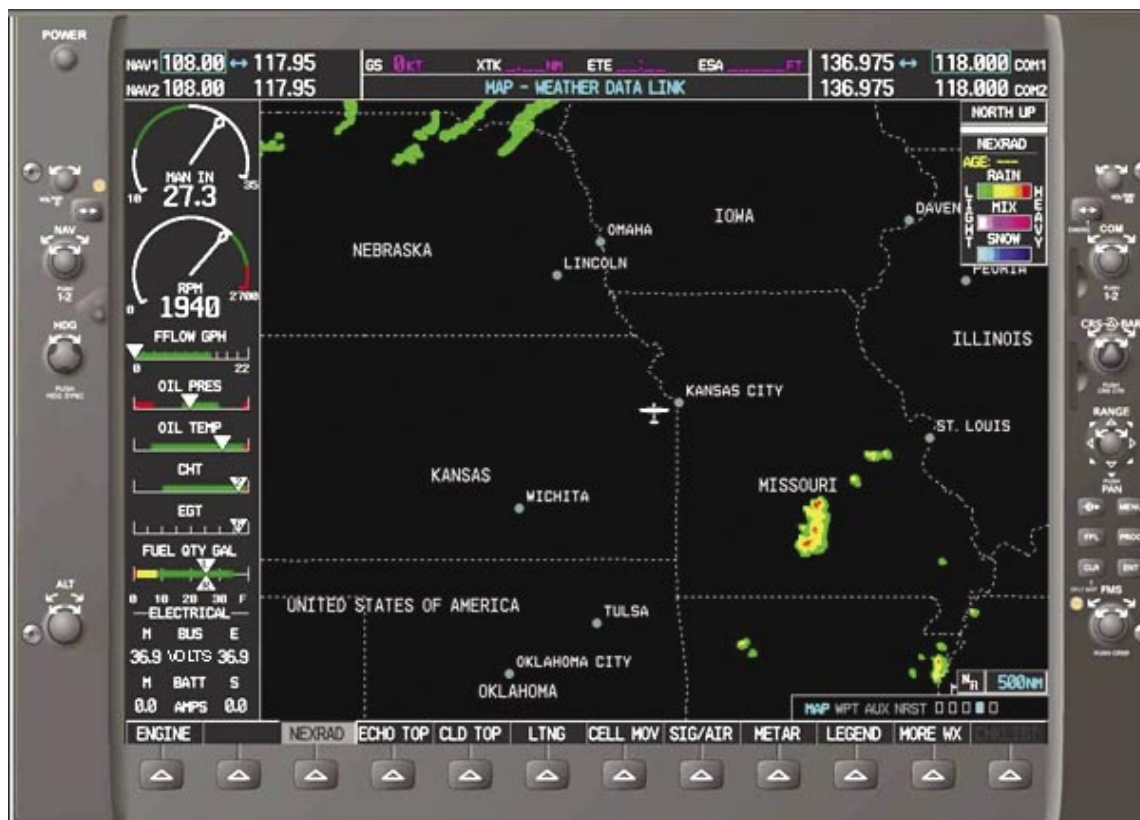 POWER
NAV1 108.00 ↔ 117.95
NAV2 108.00 117.95
GS 0KT XTK __.__NM ETE __:__ ESA _____FT
MAP - WEATHER DATA LINK
136.975 ↔ 118.000 COM1
136.975 118.000 COM2
NORTH UP
NEXRAD
AGE: ---
RAIN
LIGHT
HEAVY
MIX
SNOW
MAN IN
27.3
10 35
RPM
1940
0 2700
FFLOW GPH
0 22
OIL PRES
OIL TEMP
CHT
EGT
FUEL QTY GAL
L
R
0 10 20 30 F
ELECTRICAL
M BUS E
36.9 VOLTS 36.9
M BATT S
0.0 AMPS 0.0
NAV
PUSH
1-2
HDG
PUSH
HDG SYNC
ALT
IOWA
DAVEN
OMAHA
NEBRASKA
LINCOLN
PEORIA
ILLINOIS
KANSAS CITY
ST. LOUIS
KANSAS
MISSOURI
WICHITA
UNITED STATES OF AMERICA
TULSA
OKLAHOMA CITY
OKLAHOMA
NR 500NM
MAP WPT AUX NRST
COM
PUSH
1-2
CRS BARO
PUSH
CRS CTR
RANGE
PUSH
PAN
MENU
FPL PROC
CLR ENT
FMS
PUSH CRSR
ENGINE NEXRAD ECHO TOP CLD TOP LTNG CELL MOV SIG/AIR METAR LEGEND MORE WX